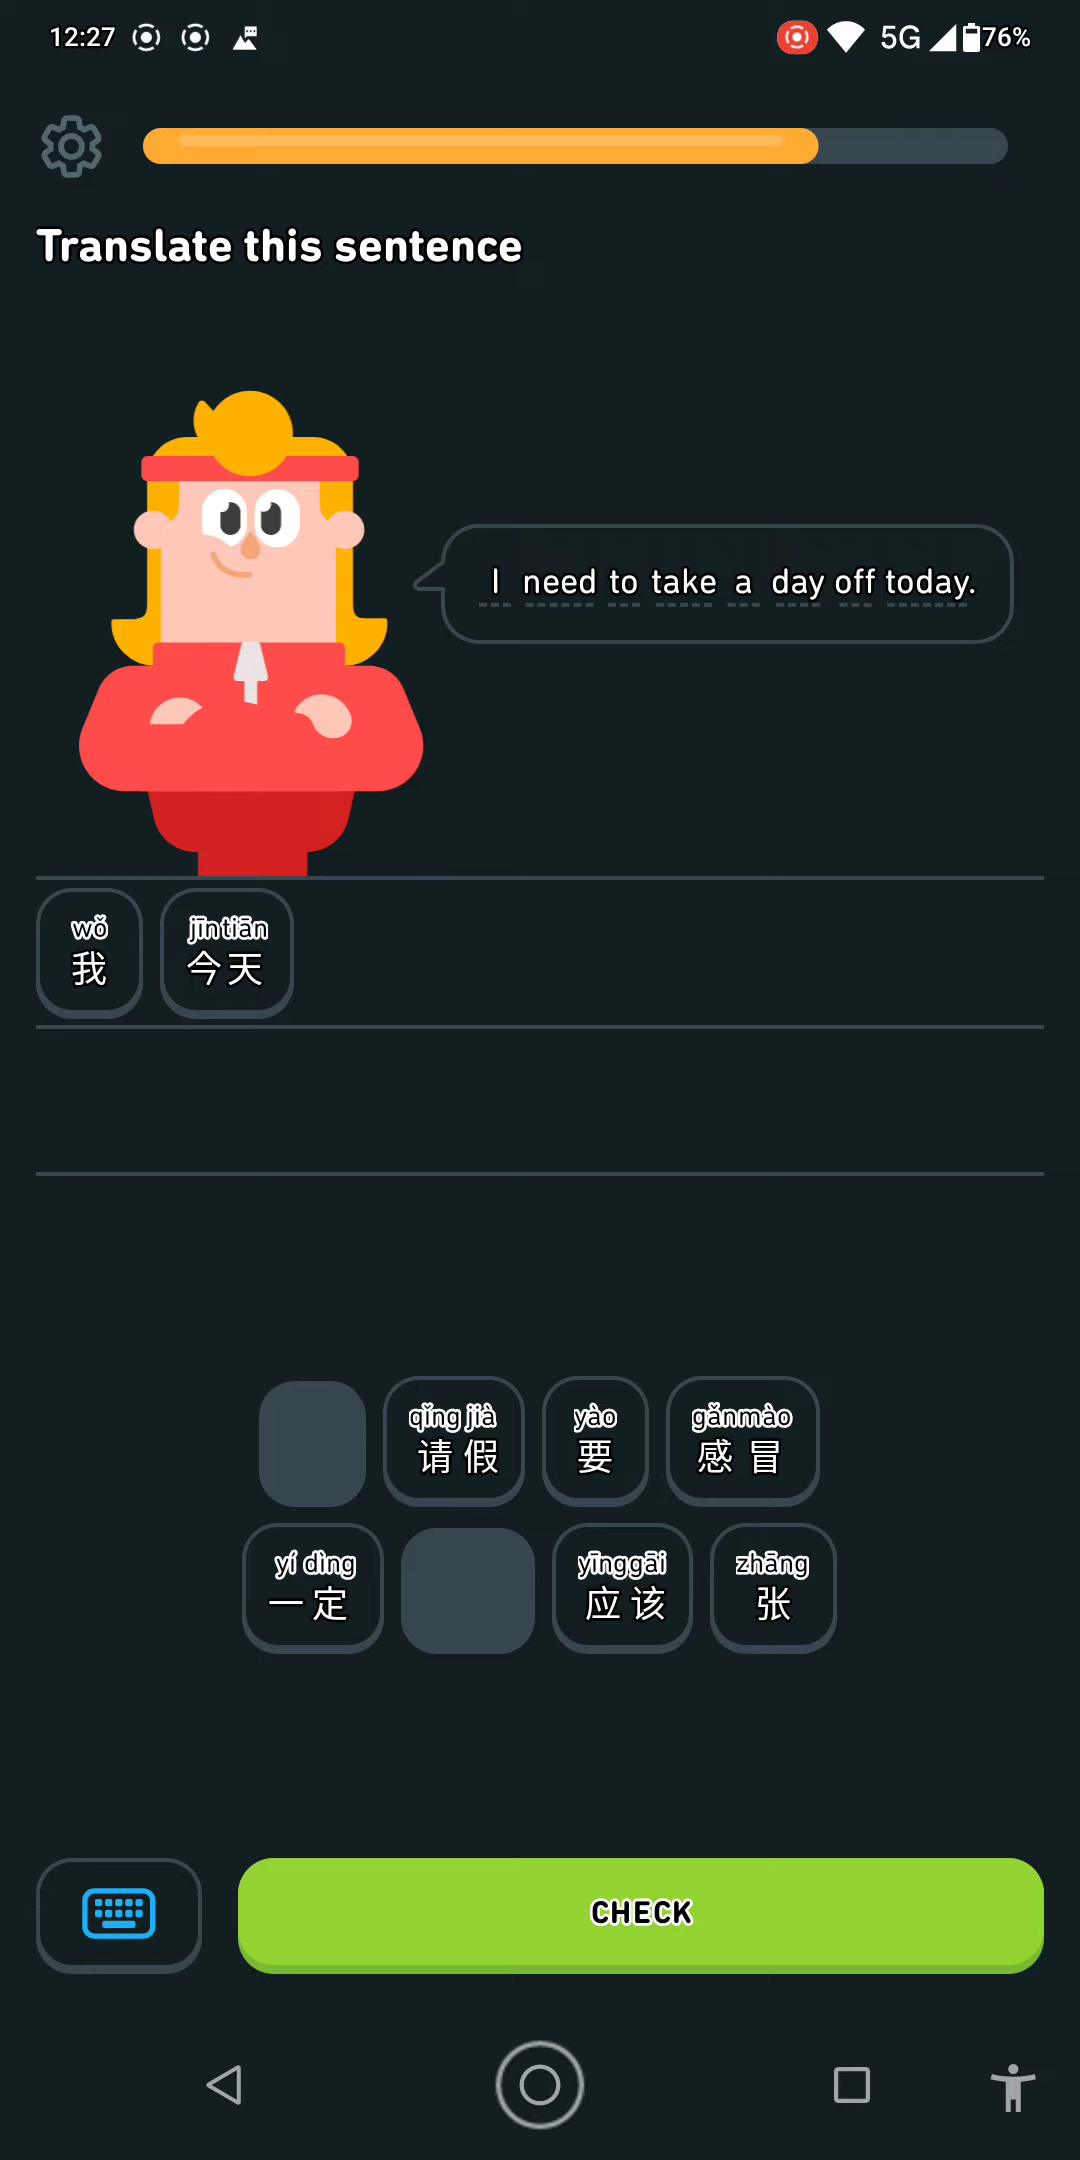 12:27 5G 76%
Translate this sentence
I need to take a day off today.
wǒ jīntiān
我 今天
qǐng jià yào gǎnmào
请假 要 感冒
yí dìng yīnggāi zhāng
一定 应该 张
CHECK